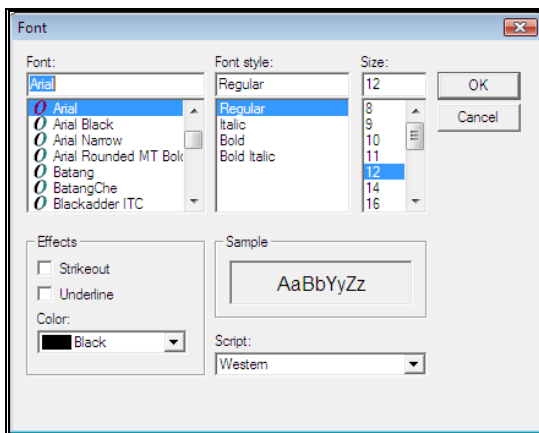 Font
Font:
Font style:
Size:
Arial
Regular
12
OK
Arial
Arial Black
Arial Narrow
Arial Rounded MT Bold
Batang
BatangChe
Blackadder ITC
Regular
Italic
Bold
Bold Italic
8
9
10
11
12
14
16
Cancel
Effects
Strikeout
Underline
Color:
Black
Sample
AaBbYyZz
Script:
Western